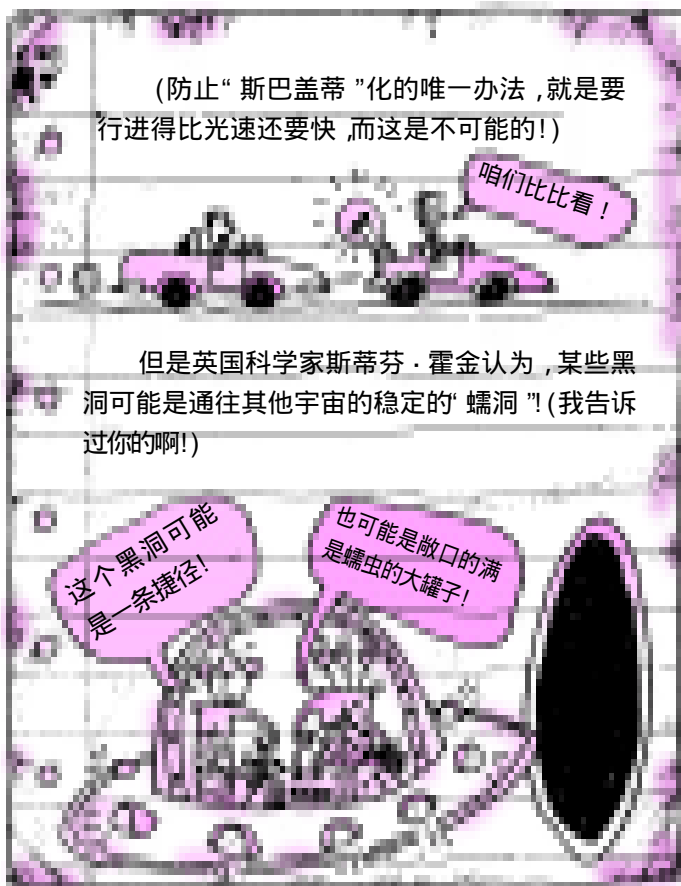 (防止“斯巴盖蒂”化的唯一办法,就是要
行进得比光速还要快,而这是不可能的!)
咱们比比看!
但是英国科学家斯蒂芬·霍金认为,某些黑
洞可能是通往其他宇宙的稳定的“蠕洞”!(我告诉
过你的啊!)
这个黑洞可能
是一条捷径!
也可能是敞口的满
是蠕虫的大罐子!